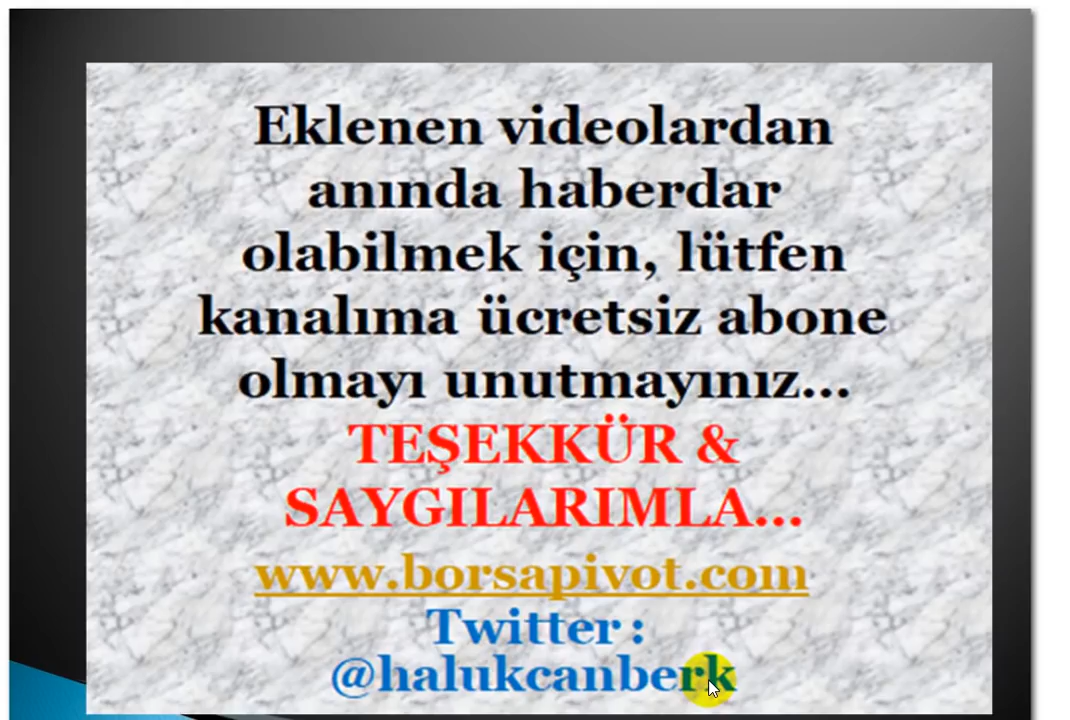 Eklenen videolardan
anında haberdar
olabilmek için, lütfen
kanalıma ücretsiz abone
olmayı unutmayınız...
TEŞEKKÜR &
SAYGILARIMLA...
www.borsapivot.com
Twitter :
@halukcanberk